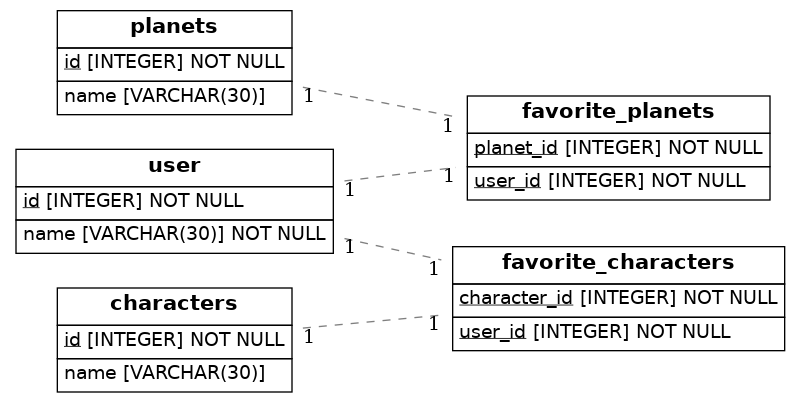 planets
id [INTEGER] NOT NULL
name [VARCHAR(30)]
1
1
favorite_planets
planet_id [INTEGER] NOT NULL
user_id [INTEGER] NOT NULL
user
id [INTEGER] NOT NULL
name [VARCHAR(30)] NOT NULL
1
1
1
1
favorite_characters
character_id [INTEGER] NOT NULL
user_id [INTEGER] NOT NULL
characters
id [INTEGER] NOT NULL
name [VARCHAR(30)]
1
1